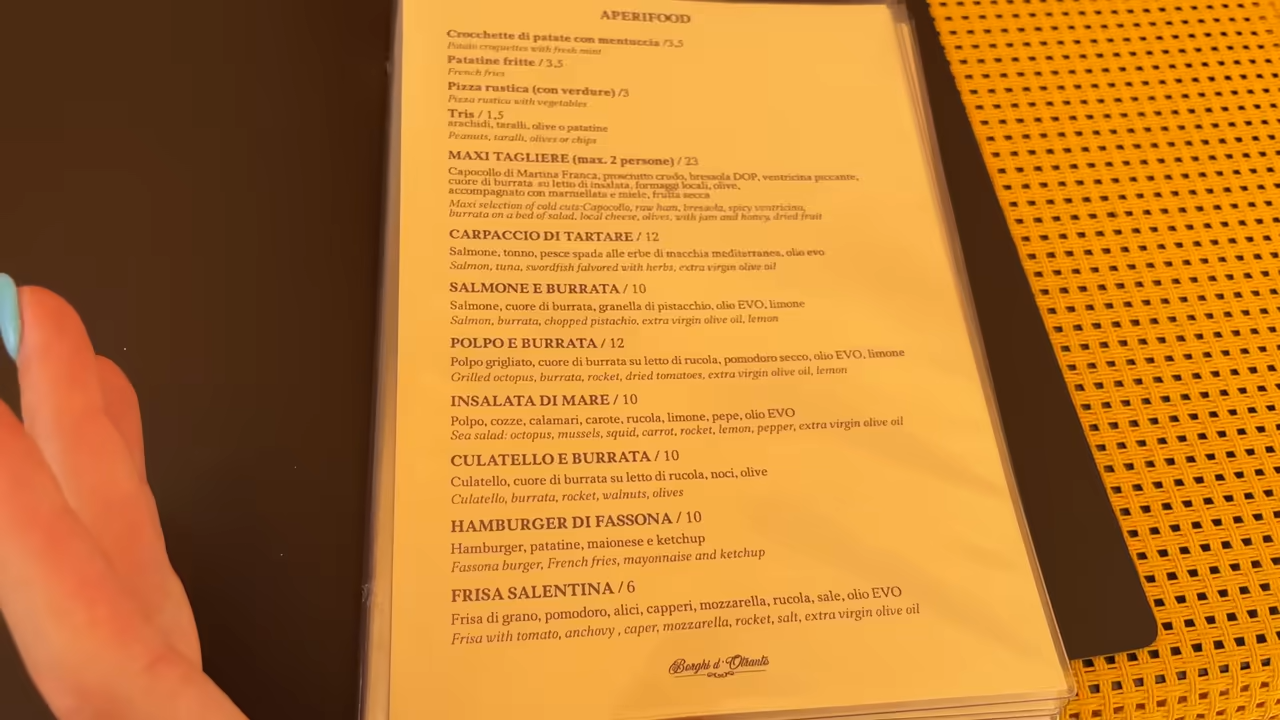 APERIFOOD
Crocchette di patate con mentuccia /3,5
Potato croquettes with fresh mint
Patatine fritte / 3,5
French fries
Pizza rustica (con verdure) /3
Pizza rustica with vegetables
Tris / 1,5
arachidi, taralli, olive o patatine
Peanuts, taralli, olives or chips
MAXI TAGLIERE (max. 2 persone) / 23
Capocollo di Martina Franca, prosciutto crudo, bresaola DOP, ventricina piccante,
cuore di burrata su letto di insalata, formaggi locali, olive,
accompagnato con marmellata e miele, frutta secca
Maxi selection of cold cuts:Capocollo, raw ham, bresaola, spicy ventricina,
burrata on a bed of salad, local cheese, olives, with jam and honey, dried fruit
CARPACCIO DI TARTARE / 12
Salmone, tonno, pesce spada alle erbe di macchia mediterranea, olio evo
Salmon, tuna, swordfish falvored with herbs, extra virgin olive oil
SALMONE E BURRATA / 10
Salmone, cuore di burrata, granella di pistacchio, olio EVO, limone
Salmon, burrata, chopped pistachio, extra virgin olive oil, lemon
POLPO E BURRATA / 12
Polpo grigliato, cuore di burrata su letto di rucola, pomodoro secco, olio EVO, limone
Grilled octopus, burrata, rocket, dried tomatoes, extra virgin olive oil, lemon
INSALATA DI MARE / 10
Polpo, cozze, calamari, carote, rucola, limone, pepe, olio EVO
Sea salad: octopus, mussels, squid, carrot, rocket, lemon, pepper, extra virgin olive oil
CULATELLO E BURRATA / 10
Culatello, cuore di burrata su letto di rucola, noci, olive
Culatello, burrata, rocket, walnuts, olives
HAMBURGER DI FASSONA / 10
Hamburger, patatine, maionese e ketchup
Fassona burger, French fries, mayonnaise and ketchup
FRISA SALENTINA / 6
Frisa di grano, pomodoro, alici, capperi, mozzarella, rucola, sale, olio EVO
Frisa with tomato, anchovy , caper, mozzarella, rocket, salt, extra virgin olive oil
Borghi d'Otranto